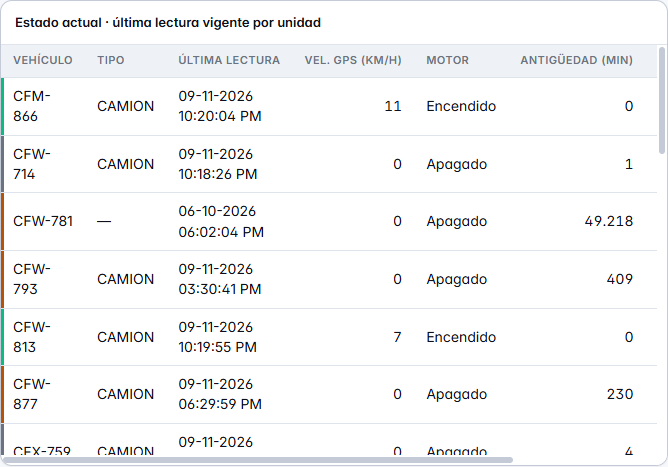 Estado actual · última lectura vigente por unidad
VEHÍCULO TIPO ÚLTIMA LECTURA VEL. GPS (KM/H) MOTOR ANTIGÜEDAD (MIN)
CFM-
866 CAMION 09-11-2026
10:20:04 PM 11 Encendido 0
CFW-
714 CAMION 09-11-2026
10:18:26 PM 0 Apagado 1
CFW-781 — 06-10-2026
06:02:04 PM 0 Apagado 49.218
CFW-
793 CAMION 09-11-2026
03:30:41 PM 0 Apagado 409
CFW-
813 CAMION 09-11-2026
10:19:55 PM 7 Encendido 0
CFW-
877 CAMION 09-11-2026
06:29:59 PM 0 Apagado 230
CFX-759 CAMION 09-11-2026
0 Apagado 4